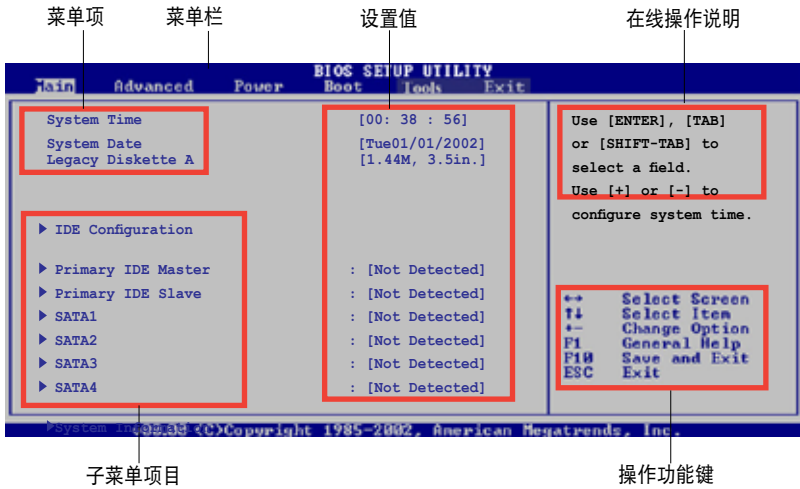 菜单项 菜单栏 设置值 在线操作说明
BIOS SETUP UTILITY
Main Advanced Power Boot Tools Exit
System Time [00: 38 : 56]
System Date [Tue01/01/2002]
Legacy Diskette A [1.44M, 3.5in.]
IDE Configuration
Primary IDE Master : [Not Detected]
Primary IDE Slave : [Not Detected]
SATA1 : [Not Detected]
SATA2 : [Not Detected]
SATA3 : [Not Detected]
SATA4 : [Not Detected]
System Information
Use [ENTER], [TAB]
or [SHIFT-TAB] to
select a field.
Use [+] or [-] to
configure system time.
↔ Select Screen
↑↓ Select Item
+- Change Option
F1 General Help
F10 Save and Exit
ESC Exit
(C)Copyright 1985-2002, American Megatrends, Inc.
子菜单项目 操作功能键